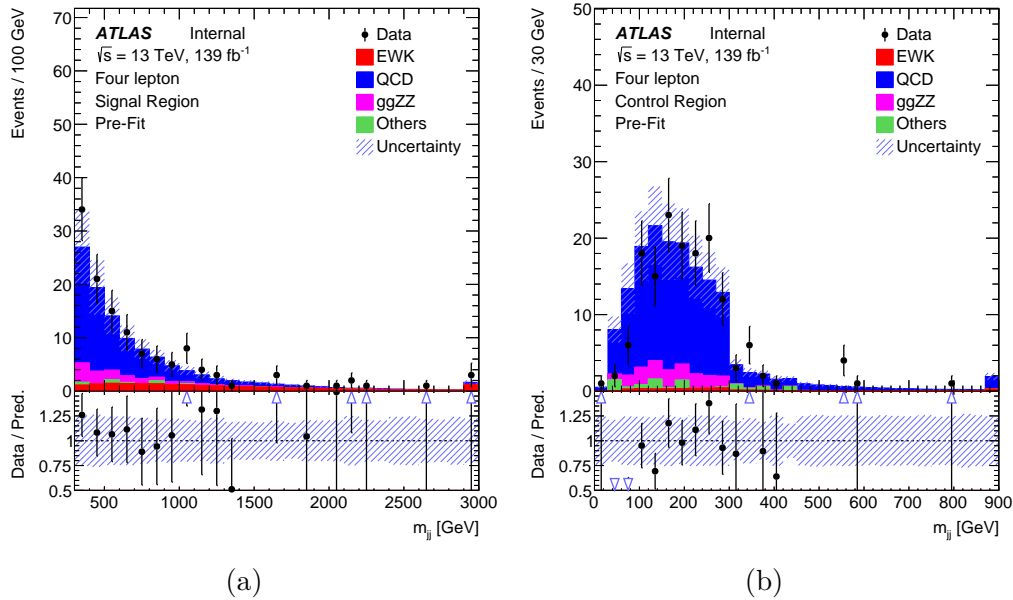 Events / 100 GeV
70
60
50
40
30
20
10
0
ATLAS Internal
√s = 13 TeV, 139 fb⁻¹
Four lepton
Signal Region
Pre-Fit
Data
EWK
QCD
ggZZ
Others
Uncertainty
Data / Pred.
1.25
1
0.75
0.5
500 1000 1500 2000 2500 3000
m_jj [GeV]
(a)
Events / 30 GeV
50
40
30
20
10
0
ATLAS Internal
√s = 13 TeV, 139 fb⁻¹
Four lepton
Control Region
Pre-Fit
Data
EWK
QCD
ggZZ
Others
Uncertainty
Data / Pred.
1.25
1
0.75
0.5
0 100 200 300 400 500 600 700 800 900
m_jj [GeV]
(b)